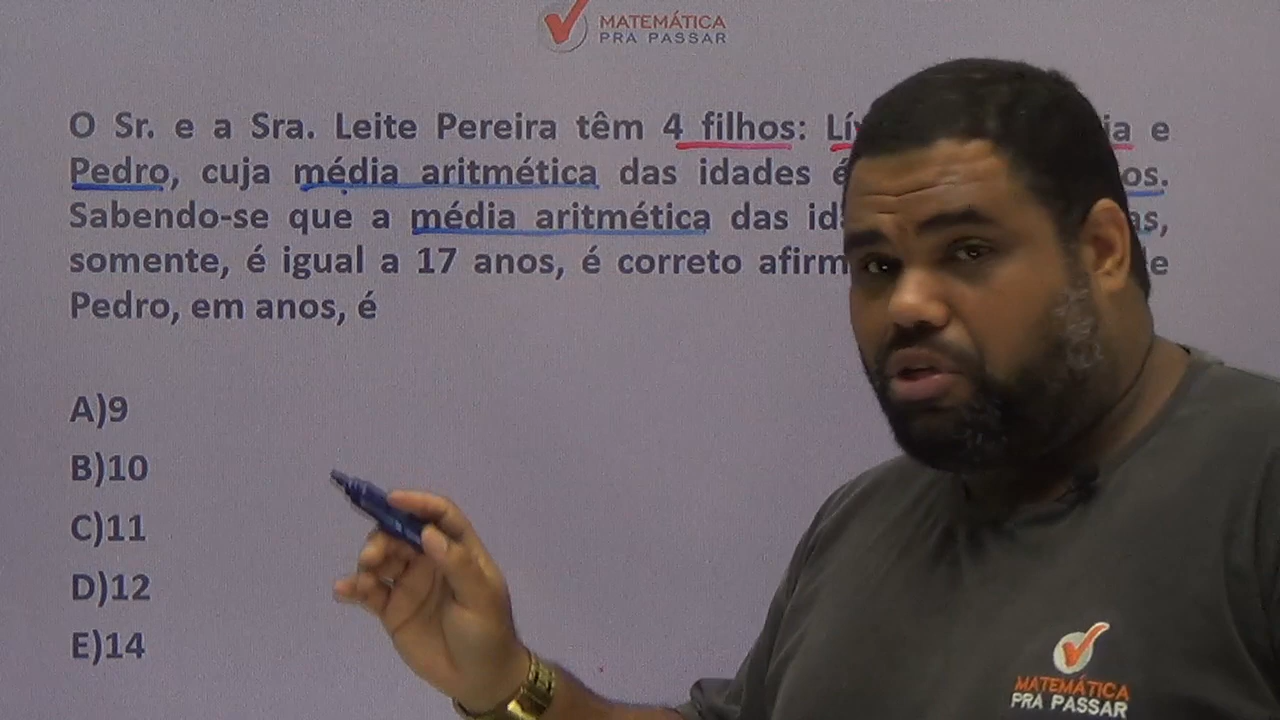 MATEMÁTICA
PRA PASSAR
O Sr. e a Sra. Leite Pereira têm 4 filhos: e
Pedro, cuja média aritmética das idades
Sabendo-se que a média aritmética das
somente, é igual a 17 anos, é correto
Pedro, em anos, é
A)9
B)10
C)11
D)12
E)14
MATEMÁTICA
PRA PASSAR